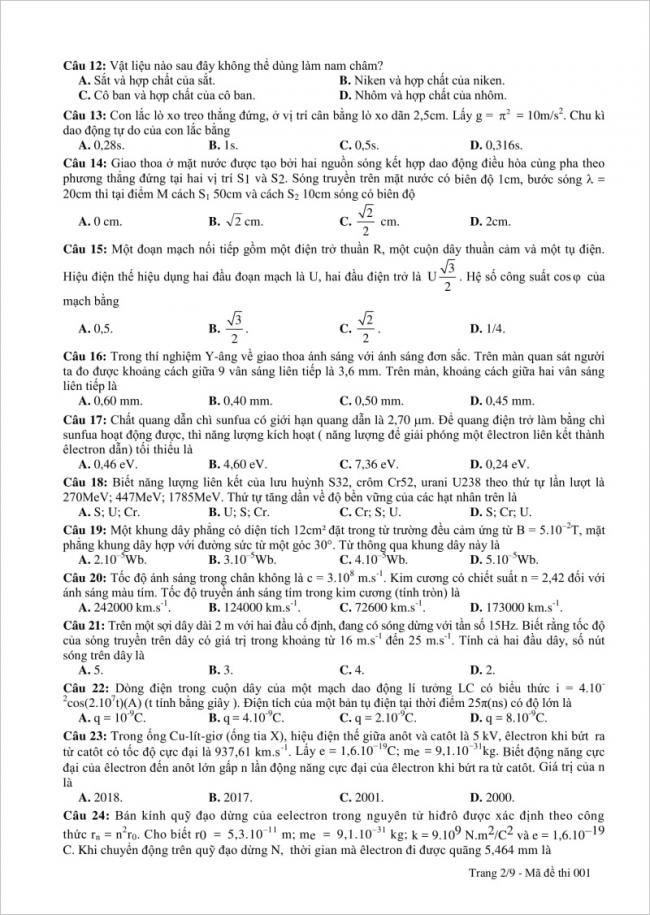 Câu 12: Vật liệu nào sau đây không thể dùng làm nam châm?
A. Sắt và hợp chất của sắt. B. Niken và hợp chất của niken.
C. Cô ban và hợp chất của cô ban. D. Nhôm và hợp chất của nhôm.
Câu 13: Con lắc lò xo treo thẳng đứng, ở vị trí cân bằng lò xo dãn 2,5cm. Lấy g = π² = 10m/s². Chu kì
dao động tự do của con lắc bằng
A. 0,28s. B. 1s. C. 0,5s. D. 0,316s.
Câu 14: Giao thoa ở mặt nước được tạo bởi hai nguồn sóng kết hợp dao động điều hòa cùng pha theo
phương thẳng đứng tại hai vị trí S1 và S2. Sóng truyền trên mặt nước có biên độ 1cm, bước sóng λ =
20cm thì tại điểm M cách S₁ 50cm và cách S₂ 10cm sóng có biên độ
A. 0 cm. B. √2 cm. C. √2/2 cm. D. 2cm.
Câu 15: Một đoạn mạch nối tiếp gồm một điện trở thuần R, một cuộn dây thuần cảm và một tụ điện.
Hiệu điện thế hiệu dụng hai đầu đoạn mạch là U, hai đầu điện trở là U√3/2. Hệ số công suất cosφ của
mạch bằng
A. 0,5. B. √3/2. C. √2/2. D. 1/4.
Câu 16: Trong thí nghiệm Y-âng về giao thoa ánh sáng với ánh sáng đơn sắc. Trên màn quan sát người
ta đo được khoảng cách giữa 9 vân sáng liên tiếp là 3,6 mm. Trên màn, khoảng cách giữa hai vân sáng
liên tiếp là
A. 0,60 mm. B. 0,40 mm. C. 0,50 mm. D. 0,45 mm.
Câu 17: Chất quang dẫn chì sunfua có giới hạn quang dẫn là 2,70 μm. Để quang điện trở làm bằng chì
sunfua hoạt động được, thì năng lượng kích hoạt ( năng lượng để giải phóng một êlectron liên kết thành
êlectron dẫn) tối thiểu là
A. 0,46 eV. B. 4,60 eV. C. 7,36 eV. D. 0,24 eV.
Câu 18: Biết năng lượng liên kết của lưu huỳnh S32, crôm Cr52, urani U238 theo thứ tự lần lượt là
270MeV; 447MeV; 1785MeV. Thứ tự tăng dần về độ bền vững của các hạt nhân trên là
A. S; U; Cr. B. U; S; Cr. C. Cr; S; U. D. S; Cr; U.
Câu 19: Một khung dây phẳng có diện tích 12cm² đặt trong từ trường đều cảm ứng từ B = 5.10⁻²T, mặt
phẳng khung dây hợp với đường sức từ một góc 30°. Từ thông qua khung dây này là
A. 2.10⁻⁵Wb. B. 3.10⁻⁵Wb. C. 4.10⁻⁵Wb. D. 5.10⁻⁵Wb.
Câu 20: Tốc độ ánh sáng trong chân không là c = 3.10⁸ m.s⁻¹. Kim cương có chiết suất n = 2,42 đối với
ánh sáng màu tím. Tốc độ truyền ánh sáng tím trong kim cương (tính tròn) là
A. 242000 km.s⁻¹. B. 124000 km.s⁻¹. C. 72600 km.s⁻¹. D. 173000 km.s⁻¹.
Câu 21: Trên một sợi dây dài 2 m với hai đầu cố định, đang có sóng dừng với tần số 15Hz. Biết rằng tốc độ
của sóng truyền trên dây có giá trị trong khoảng từ 16 m.s⁻¹ đến 25 m.s⁻¹. Tính cả hai đầu dây, số nút
sóng trên dây là
A. 5. B. 3. C. 4. D. 2.
Câu 22: Dòng điện trong cuộn dây của một mạch dao động lí tưởng LC có biểu thức i = 4.10⁻
²cos(2.10⁷t)(A) (t tính bằng giây ). Điện tích của một bản tụ điện tại thời điểm 25π(ns) có độ lớn là
A. q = 10⁻⁹C. B. q = 4.10⁻⁹C. C. q = 2.10⁻⁹C. D. q = 8.10⁻⁹C.
Câu 23: Trong ống Cu-lít-giơ (ống tia X), hiệu điện thế giữa anôt và catôt là 5 kV, êlectron khi bứt ra
từ catôt có tốc độ cực đại là 937,61 km.s⁻¹. Lấy e = 1,6.10⁻¹⁹C; me = 9,1.10⁻³¹kg. Biết động năng cực
đại của êlectron đến anôt lớn gấp n lần động năng cực đại của êlectron khi bứt ra từ catôt. Giá trị của n
là
A. 2018. B. 2017. C. 2001. D. 2000.
Câu 24: Bán kính quỹ đạo dừng của eelectron trong nguyên tử hiđrô được xác định theo công
thức rₙ = n²r₀. Cho biết r0 = 5,3.10⁻¹¹ m; me = 9,1.10⁻³¹ kg; k = 9.10⁹ N.m²/C² và e = 1,6.10⁻¹⁹
C. Khi chuyển động trên quỹ đạo dừng N, thời gian mà êlectron đi được quãng 5,464 mm là
Trang 2/9 - Mã đề thi 001